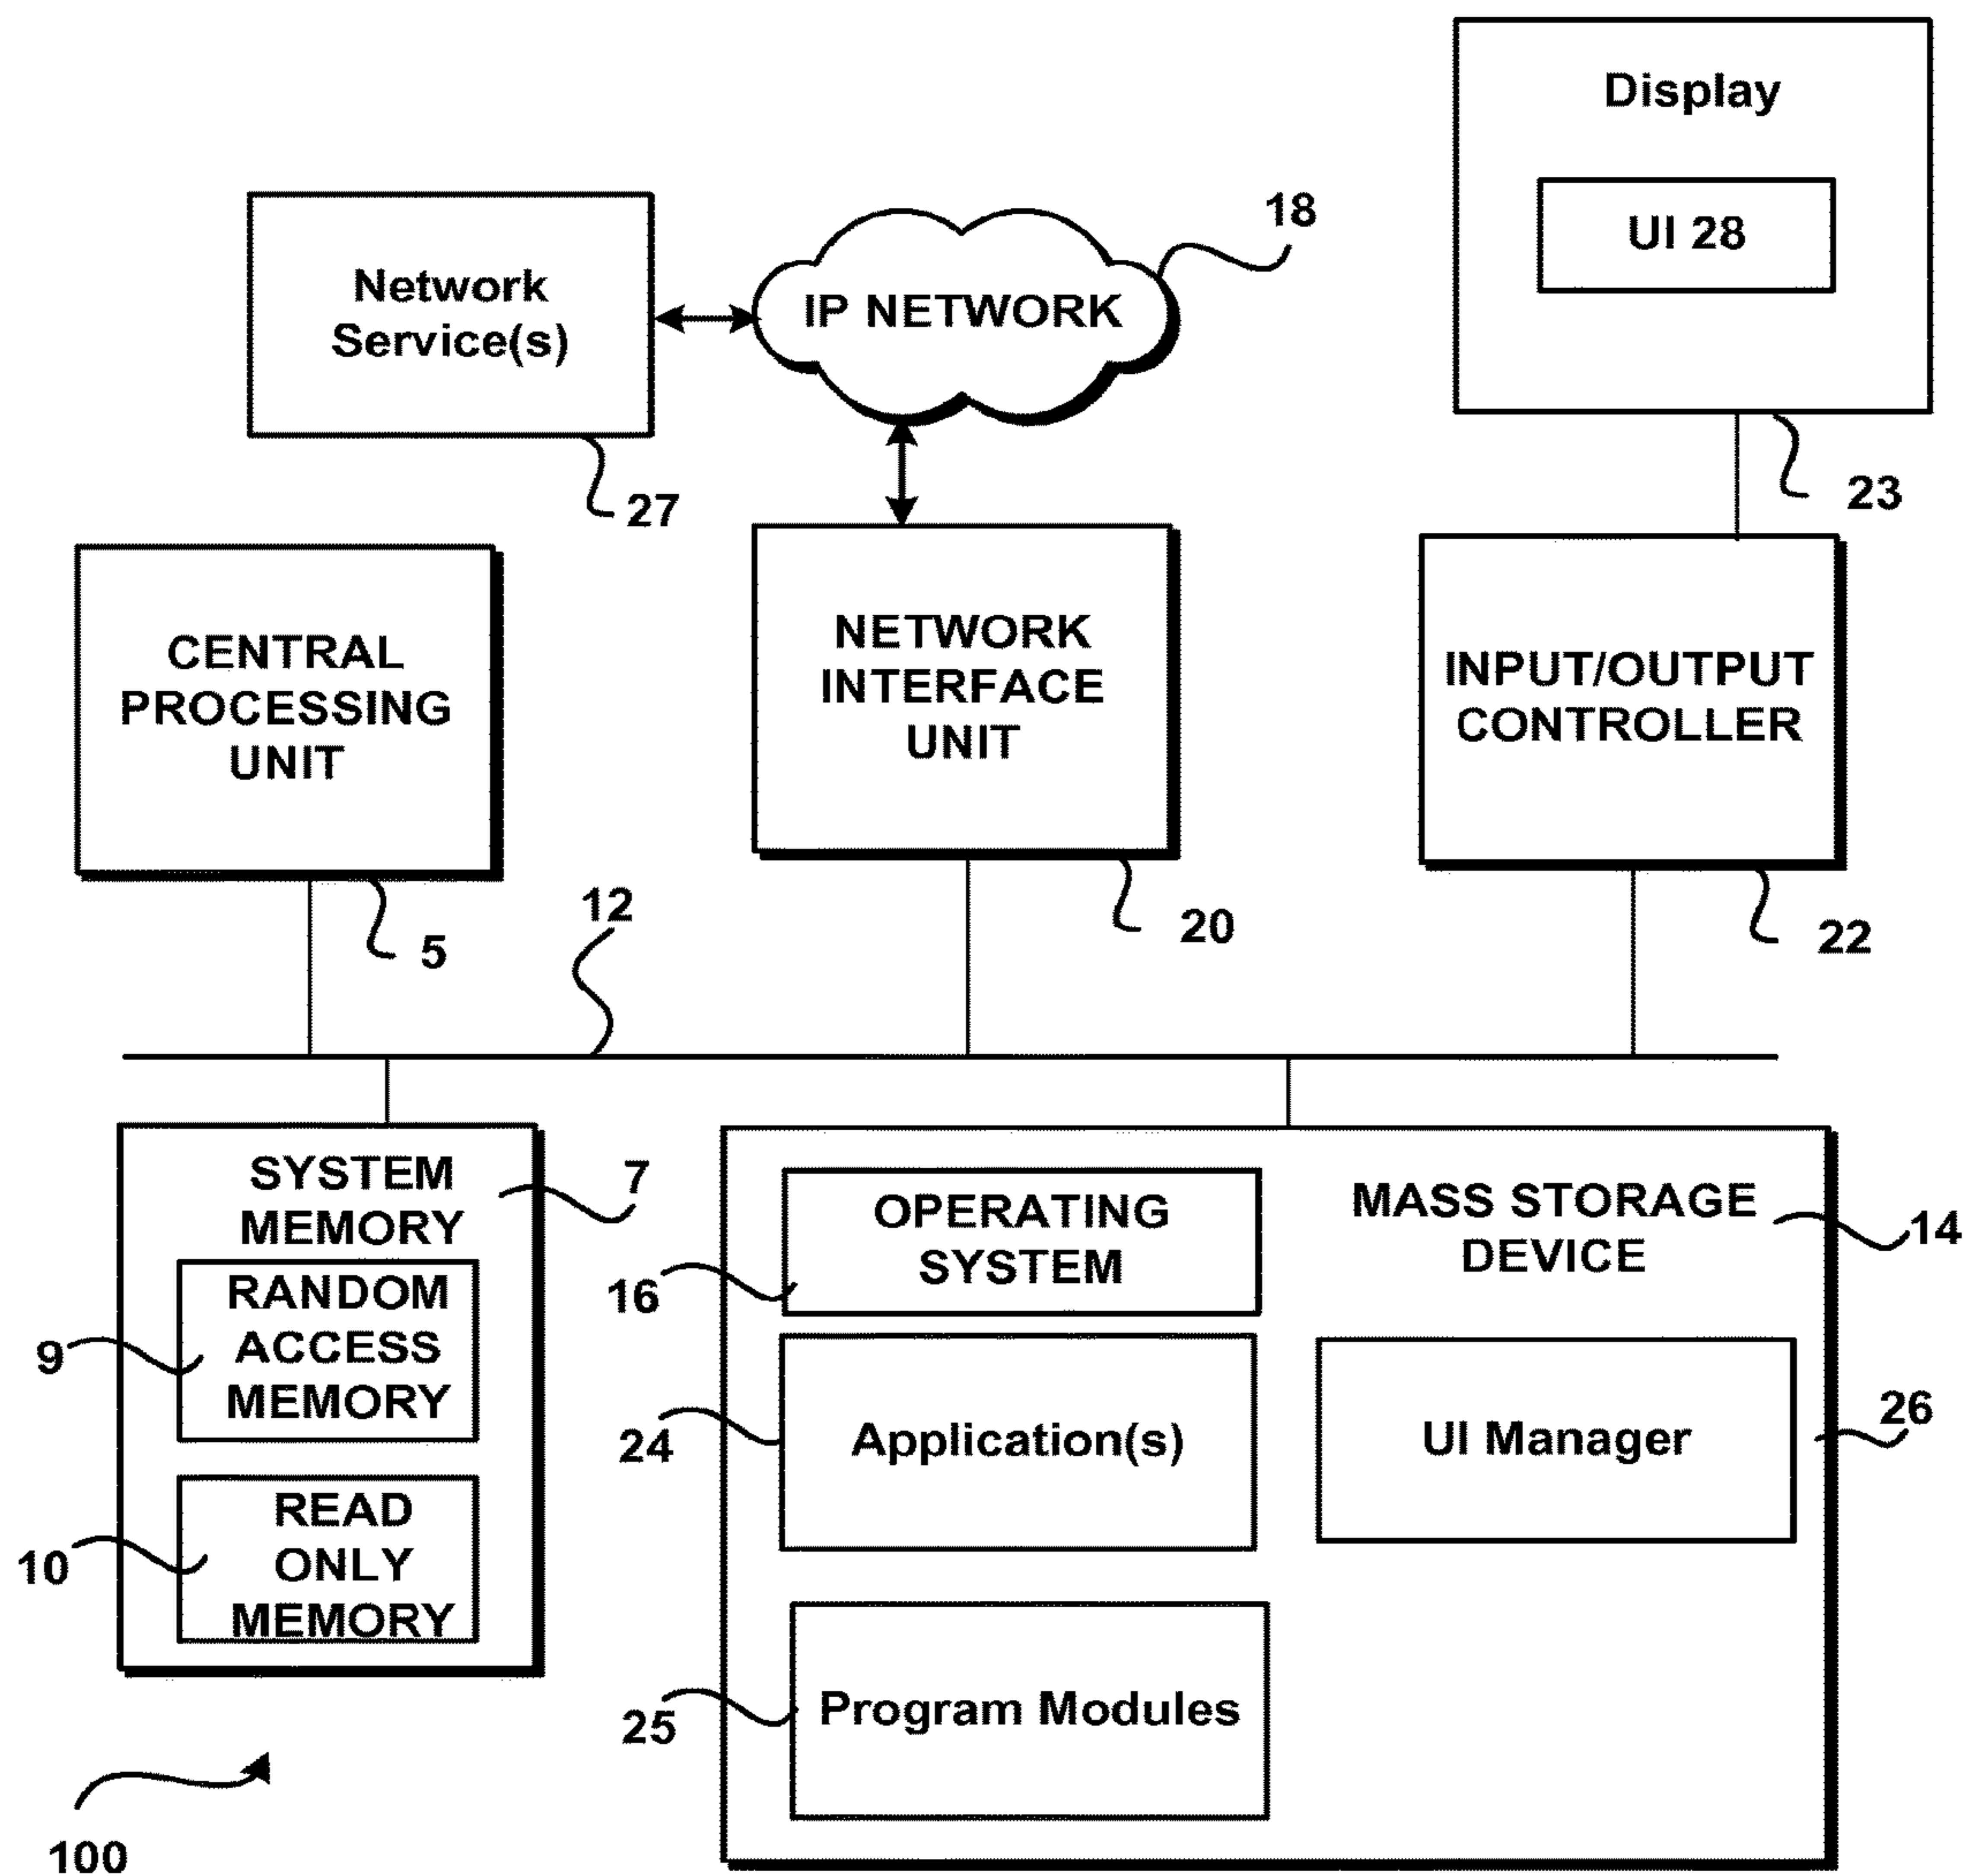 Display
UI 28
18
Network
Service(s)
IP NETWORK
27
23
CENTRAL
PROCESSING
UNIT
NETWORK
INTERFACE
UNIT
INPUT/OUTPUT
CONTROLLER
12
5
20
22
SYSTEM
MEMORY
7
RANDOM
ACCESS
MEMORY
9
READ
ONLY
MEMORY
10
OPERATING
SYSTEM
16
MASS STORAGE
DEVICE
14
Application(s)
24
UI Manager
26
Program Modules
25
100